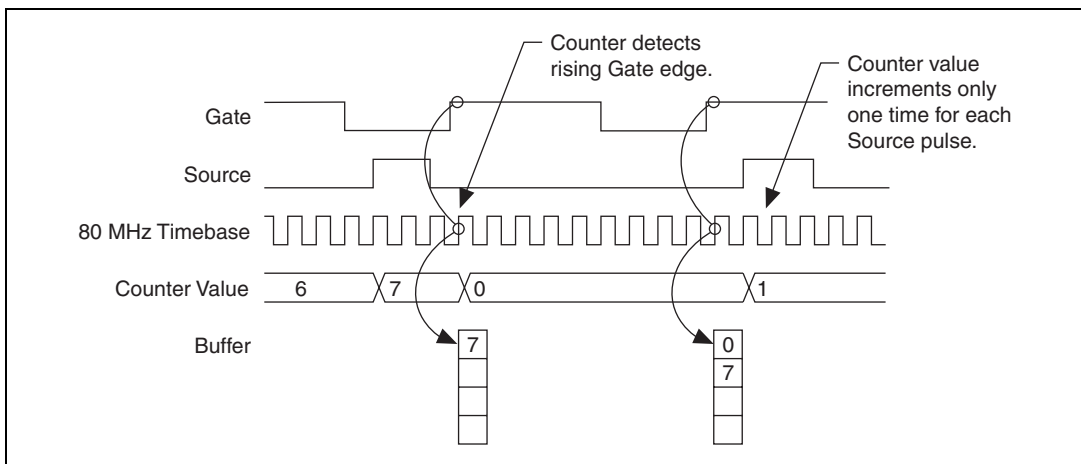 Counter detects
rising Gate edge.
Counter value
increments only
one time for each
Source pulse.
Gate
Source
80 MHz Timebase
Counter Value
6 7 0 1
Buffer
7 0
7